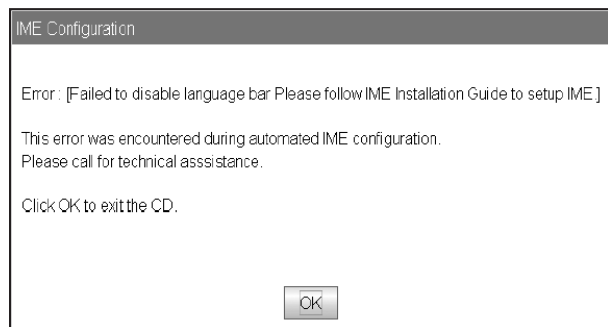 IME Configuration
Error : [Failed to disable language bar Please follow IME Installation Guide to setup IME.]
This error was encountered during automated IME configuration.
Please call for technical asssistance.
Click OK to exit the CD.
OK